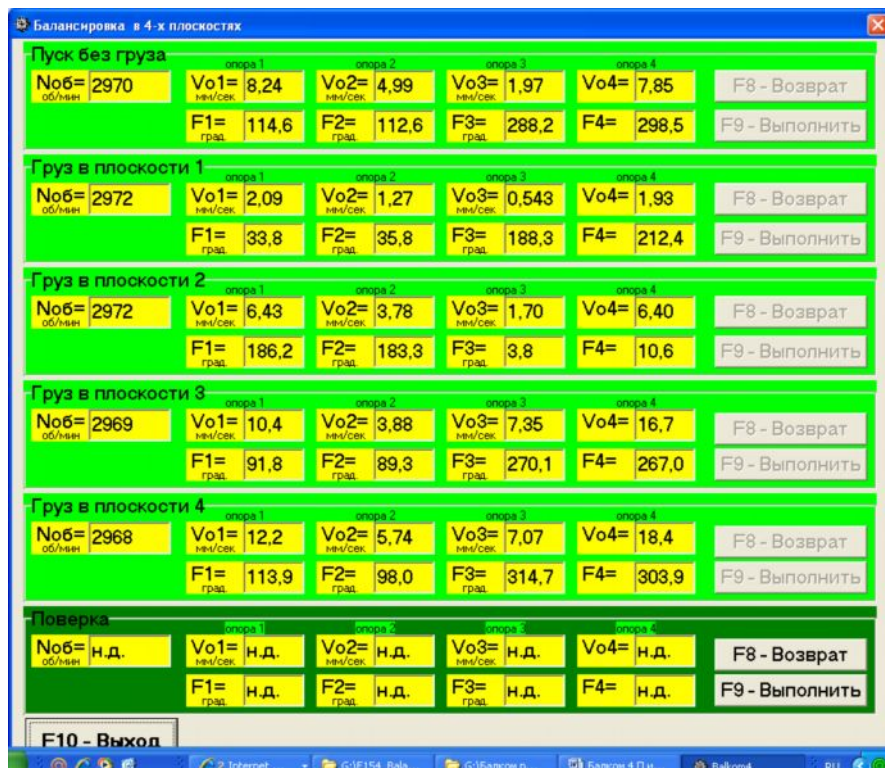 Балансировка в 4-х плоскостях
Пуск без груза
опора 1 опора 2 опора 3 опора 4
Nоб= 2970 Vo1= 8,24 Vo2= 4,99 Vo3= 1,97 Vo4= 7,85 F8 - Возврат
об/мин мм/сек мм/сек мм/сек
F1= 114,6 F2= 112,6 F3= 288,2 F4= 298,5 F9 - Выполнить
град. град. град.
Груз в плоскости 1
опора 1 опора 2 опора 3 опора 4
Nоб= 2972 Vo1= 2,09 Vo2= 1,27 Vo3= 0,543 Vo4= 1,93 F8 - Возврат
об/мин мм/сек мм/сек мм/сек
F1= 33,8 F2= 35,8 F3= 188,3 F4= 212,4 F9 - Выполнить
град. град. град.
Груз в плоскости 2
опора 1 опора 2 опора 3 опора 4
Nоб= 2972 Vo1= 6,43 Vo2= 3,78 Vo3= 1,70 Vo4= 6,40 F8 - Возврат
об/мин мм/сек мм/сек мм/сек
F1= 186,2 F2= 183,3 F3= 3,8 F4= 10,6 F9 - Выполнить
град. град. град.
Груз в плоскости 3
опора 1 опора 2 опора 3 опора 4
Nоб= 2969 Vo1= 10,4 Vo2= 3,88 Vo3= 7,35 Vo4= 16,7 F8 - Возврат
об/мин мм/сек мм/сек мм/сек
F1= 91,8 F2= 89,3 F3= 270,1 F4= 267,0 F9 - Выполнить
град. град. град.
Груз в плоскости 4
опора 1 опора 2 опора 3 опора 4
Nоб= 2968 Vo1= 12,2 Vo2= 5,74 Vo3= 7,07 Vo4= 18,4 F8 - Возврат
об/мин мм/сек мм/сек мм/сек
F1= 113,9 F2= 98,0 F3= 314,7 F4= 303,9 F9 - Выполнить
град. град. град.
Поверка
опора 1 опора 2 опора 3 опора 4
Nоб= н.д. Vo1= н.д. Vo2= н.д. Vo3= н.д. Vo4= н.д. F8 - Возврат
об/мин мм/сек мм/сек мм/сек
F1= н.д. F2= н.д. F3= н.д. F4= н.д. F9 - Выполнить
град. град. град.
F10 - Выход
2 Internet Balkom4 RU